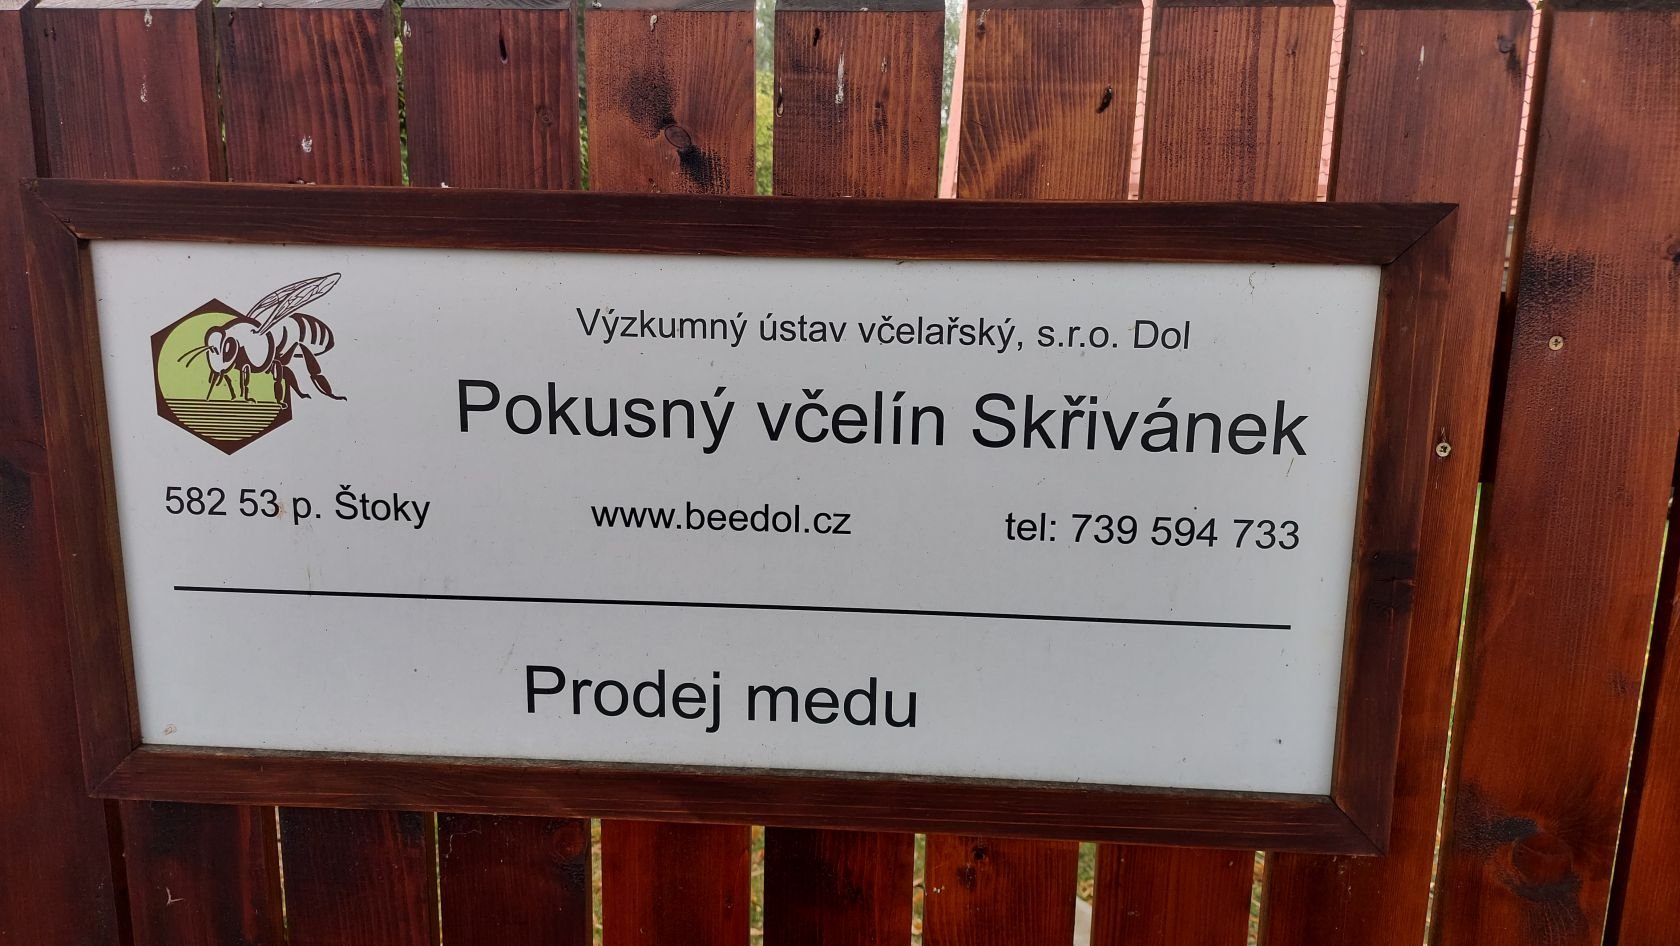 Výzkumný ústav včelařský, s.r.o. Dol
Pokusný včelín Skřivánek
582 53 p. Štoky www.beedol.cz tel: 739 594 733
Prodej medu